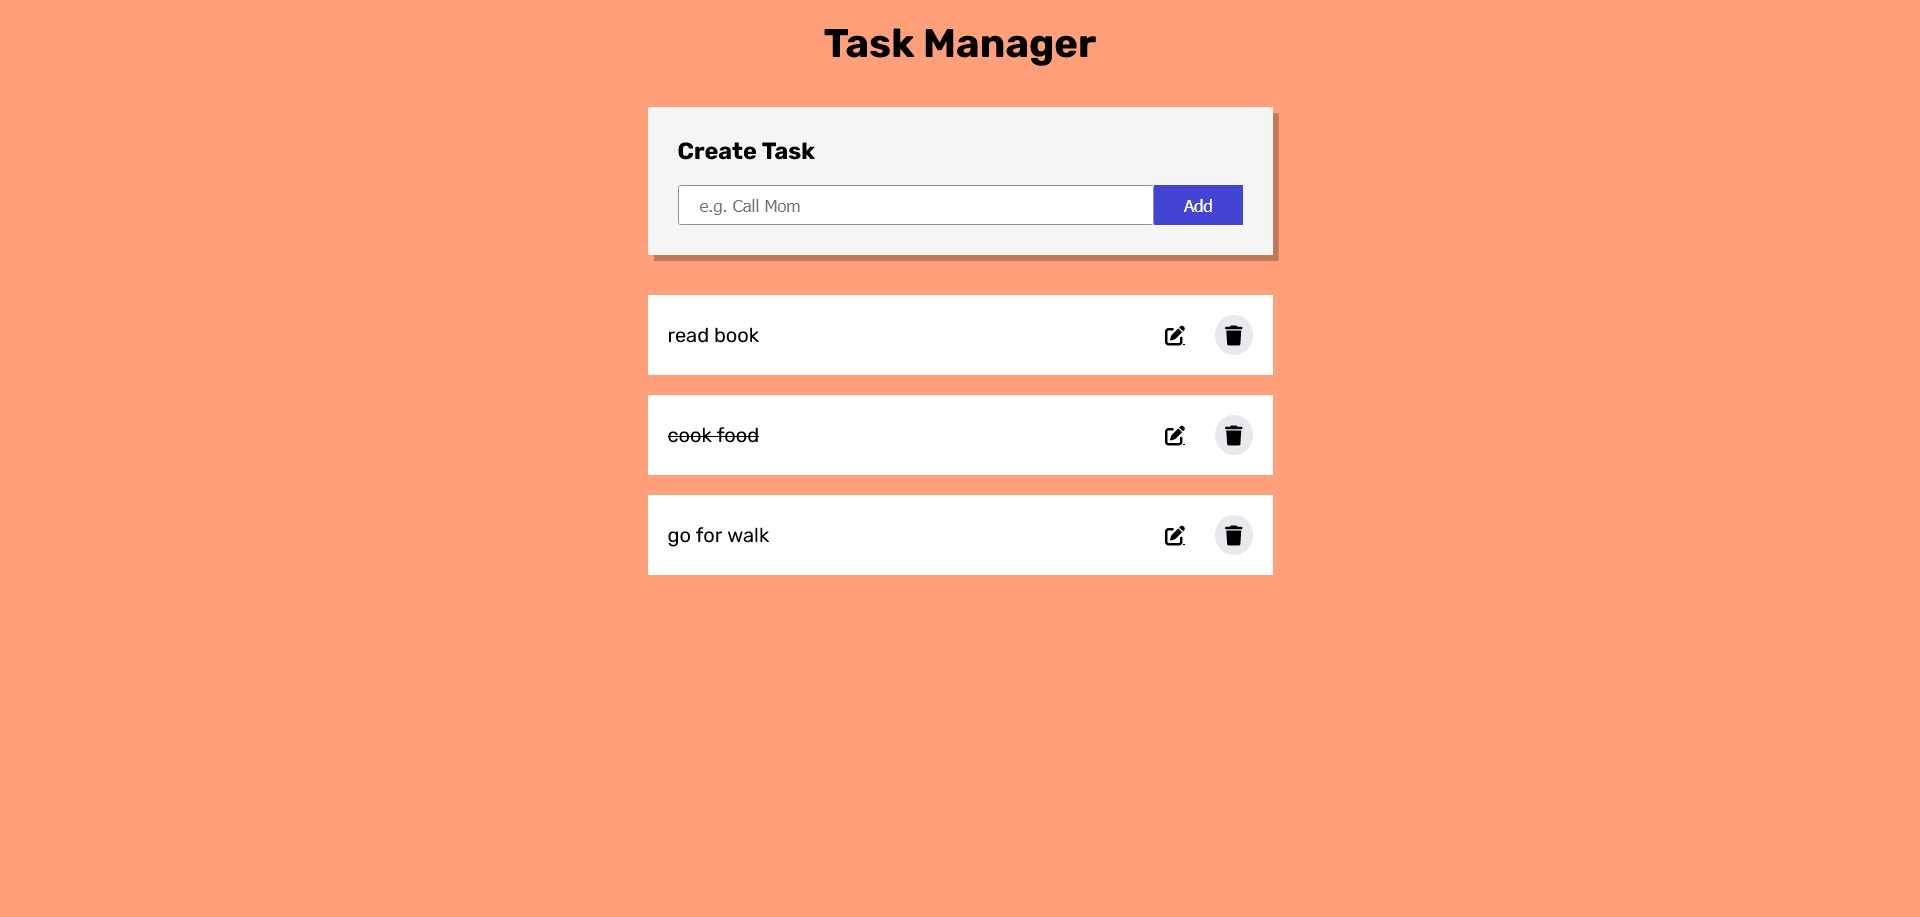 Task Manager
Create Task
e.g. Call Mom
Add
read book
cook food
go for walk